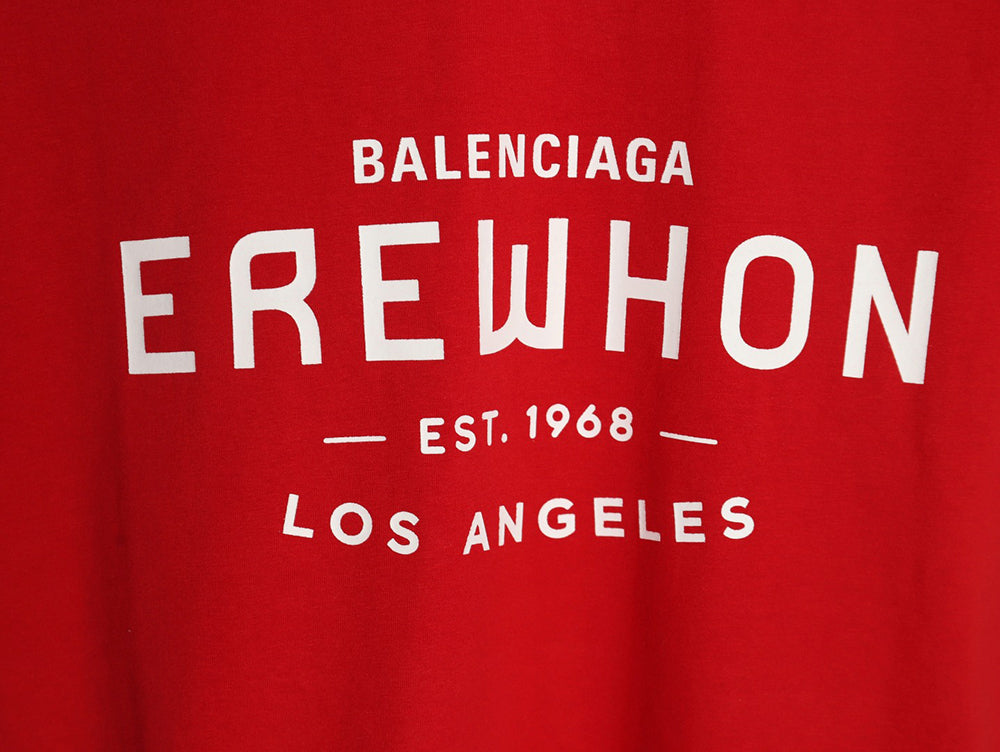 BALENCIAGA
EREWHON
EST. 1968
LOS ANGELES